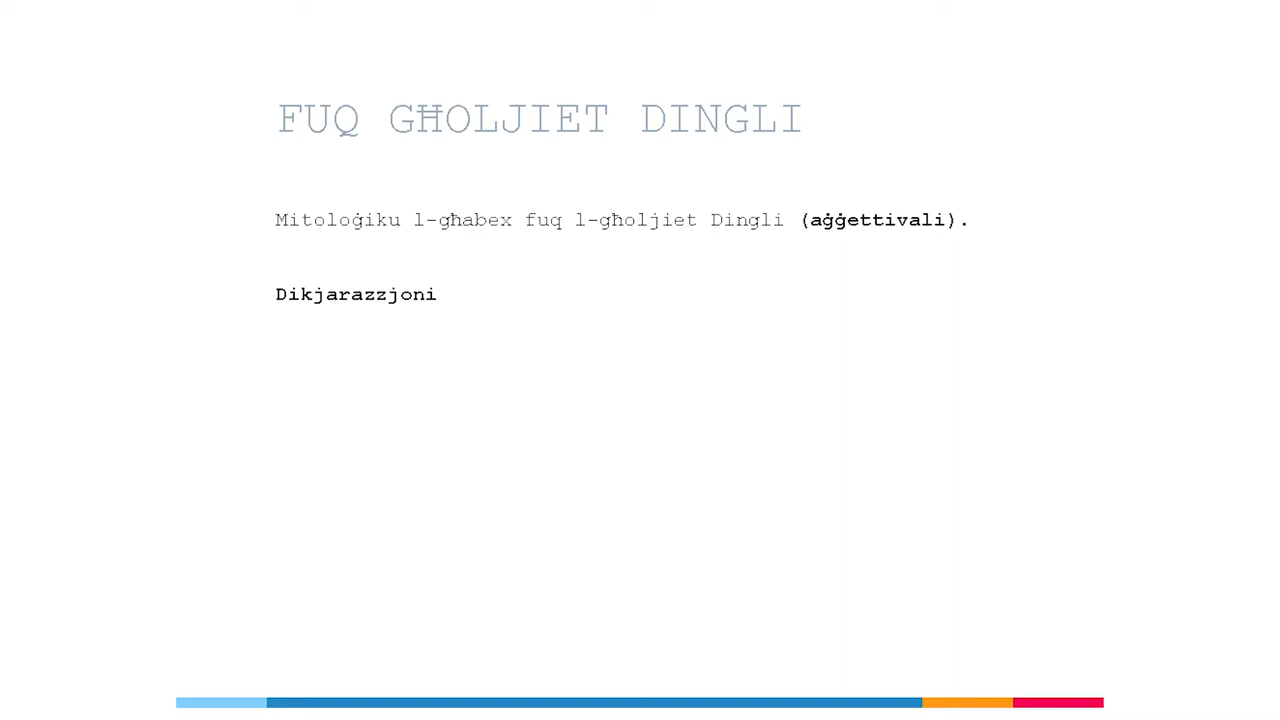 FUQ GĦOLJIET DINGLI
Mitoloġiku l-għabex fuq l-għoljiet Dingli (aġġettivali).
Dikjarazzjoni